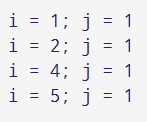 i = 1; j = 1
i = 2; j = 1
i = 4; j = 1
i = 5; j = 1